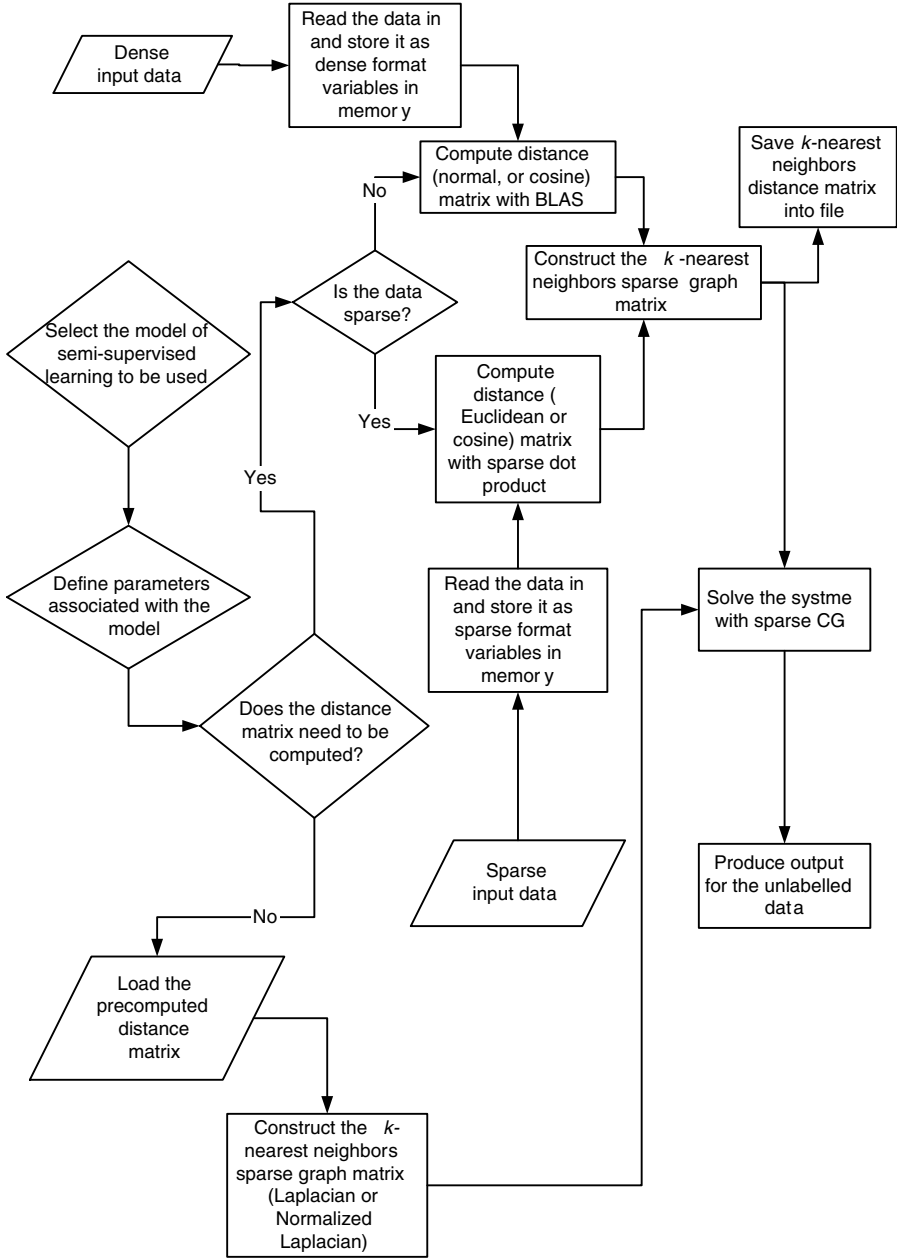 Dense
input data
Read the data in
and store it as
dense format
variables in
memor y
Compute distance
(normal, or cosine)
matrix with BLAS
Save k-nearest
neighbors
distance matrix
into file
No
Construct the k -nearest
neighbors sparse graph
matrix
Is the data
sparse?
Select the model of
semi-supervised
learning to be used
Compute
distance (
Euclidean or
cosine) matrix
with sparse dot
product
Yes
Yes
Define parameters
associated with the
model
Read the data in
and store it as
sparse format
variables in
memor y
Solve the systme
with sparse CG
Does the distance
matrix need to be
computed?
Sparse
input data
Produce output
for the unlabelled
data
No
Load the
precomputed
distance
matrix
Construct the k-
nearest neighbors
sparse graph matrix
(Laplacian or
Normalized
Laplacian)